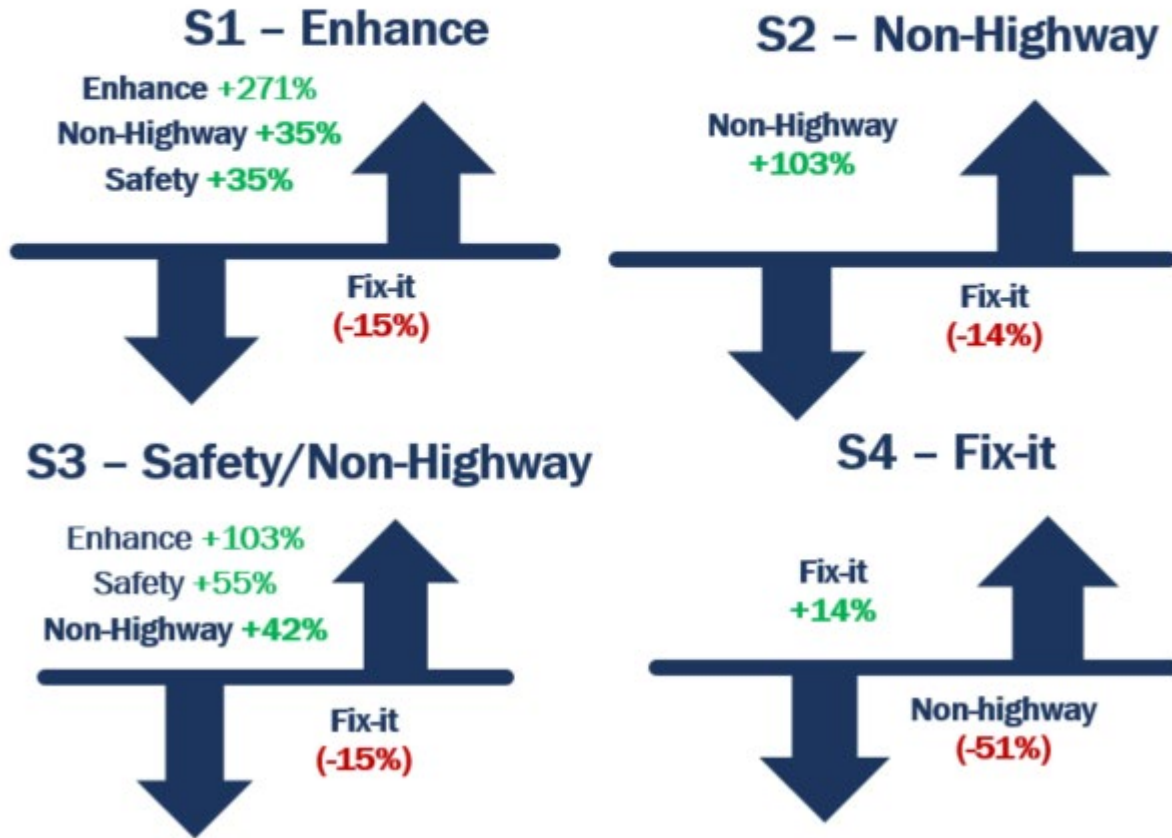 S1 – Enhance
Enhance +271%
Non-Highway +35%
Safety +35%
Fix-it
(-15%)
S2 – Non-Highway
Non-Highway
+103%
Fix-it
(-14%)
S3 – Safety/Non-Highway
Enhance +103%
Safety +55%
Non-Highway +42%
Fix-it
(-15%)
S4 – Fix-it
Fix-it
+14%
Non-highway
(-51%)